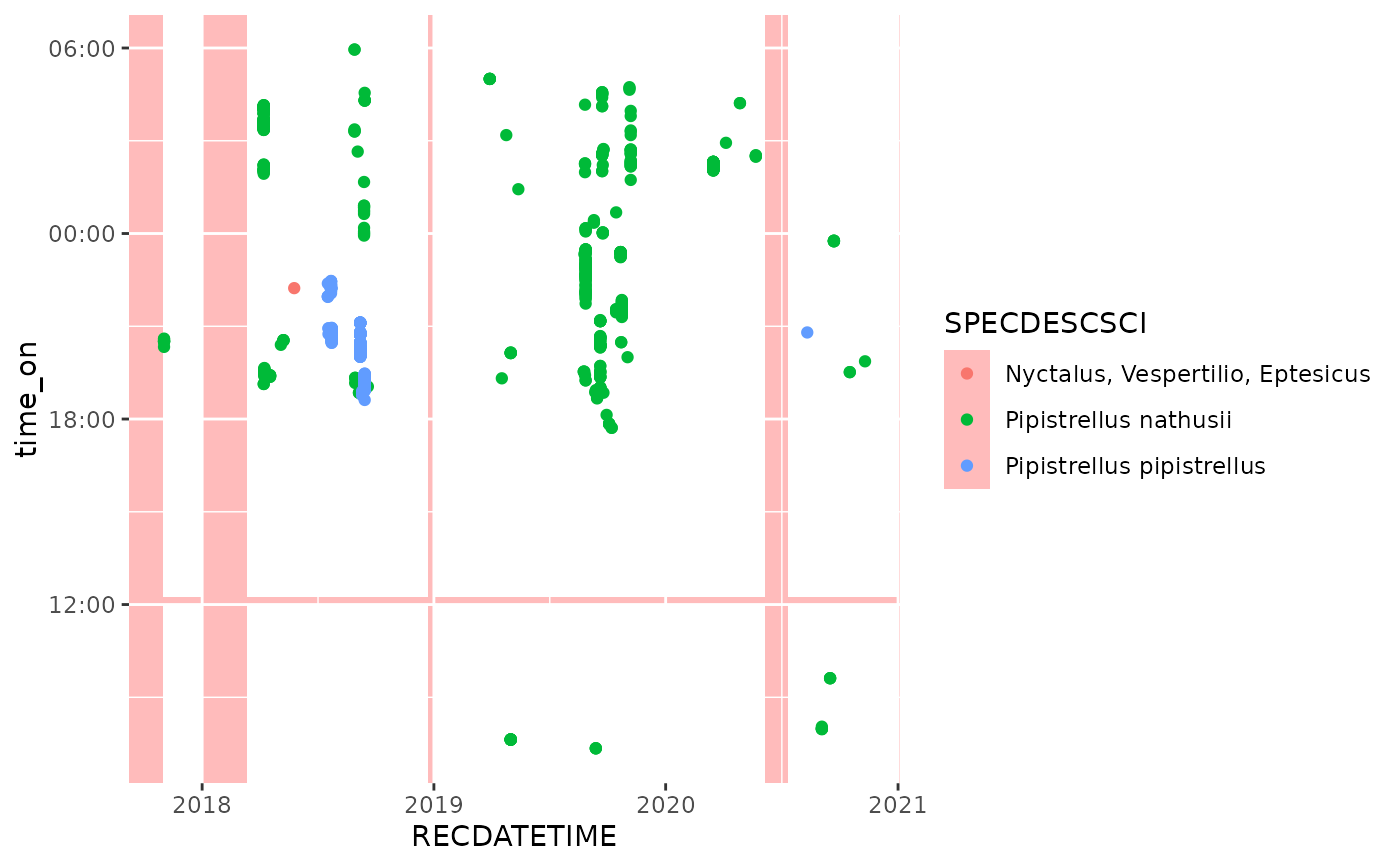 06:00
00:00
18:00
12:00
time_on
2018
2019
2020
2021
RECDATETIME
SPECDESCSCI
Nyctalus, Vespertilio, Eptesicus
Pipistrellus nathusii
Pipistrellus pipistrellus